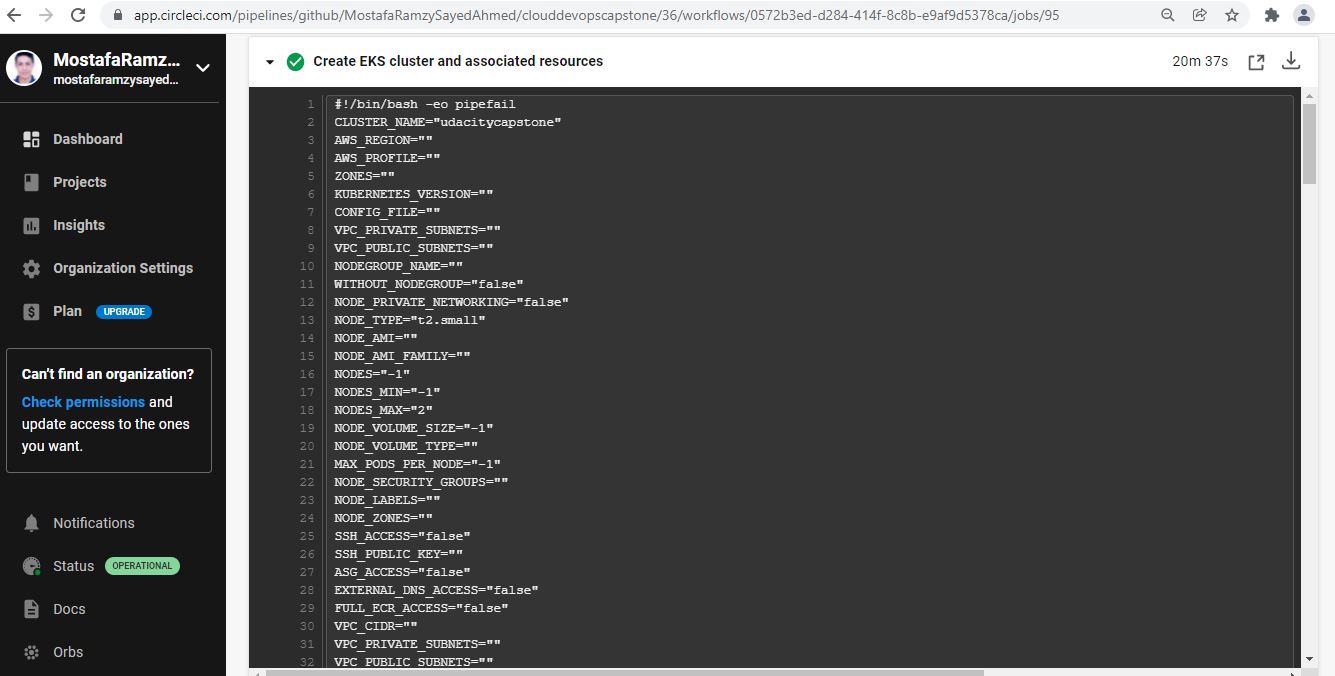 app.circleci.com/pipelines/github/MostafaRamzySayedAhmed/clouddevopscapstone/36/workflows/0572b3ed-d284-414f-8c8b-e9af9d5378ca/jobs/95
MostafaRamz...
mostafaramzysayed...
Dashboard
Projects
Insights
Organization Settings
Plan UPGRADE
Can't find an organization?
Check permissions and
update access to the ones
you want.
Notifications
Status OPERATIONAL
Docs
Orbs
Create EKS cluster and associated resources 20m 37s
1 #!/bin/bash -eo pipefail
2 CLUSTER_NAME="udacitycapstone"
3 AWS_REGION=""
4 AWS_PROFILE=""
5 ZONES=""
6 KUBERNETES_VERSION=""
7 CONFIG_FILE=""
8 VPC_PRIVATE_SUBNETS=""
9 VPC_PUBLIC_SUBNETS=""
10 NODEGROUP_NAME=""
11 WITHOUT_NODEGROUP="false"
12 NODE_PRIVATE_NETWORKING="false"
13 NODE_TYPE="t2.small"
14 NODE_AMI=""
15 NODE_AMI_FAMILY=""
16 NODES="-1"
17 NODES_MIN="-1"
18 NODES_MAX="2"
19 NODE_VOLUME_SIZE="-1"
20 NODE_VOLUME_TYPE=""
21 MAX_PODS_PER_NODE="-1"
22 NODE_SECURITY_GROUPS=""
23 NODE_LABELS=""
24 NODE_ZONES=""
25 SSH_ACCESS="false"
26 SSH_PUBLIC_KEY=""
27 ASG_ACCESS="false"
28 EXTERNAL_DNS_ACCESS="false"
29 FULL_ECR_ACCESS="false"
30 VPC_CIDR=""
31 VPC_PRIVATE_SUBNETS=""
32 VPC_PUBLIC_SUBNETS=""